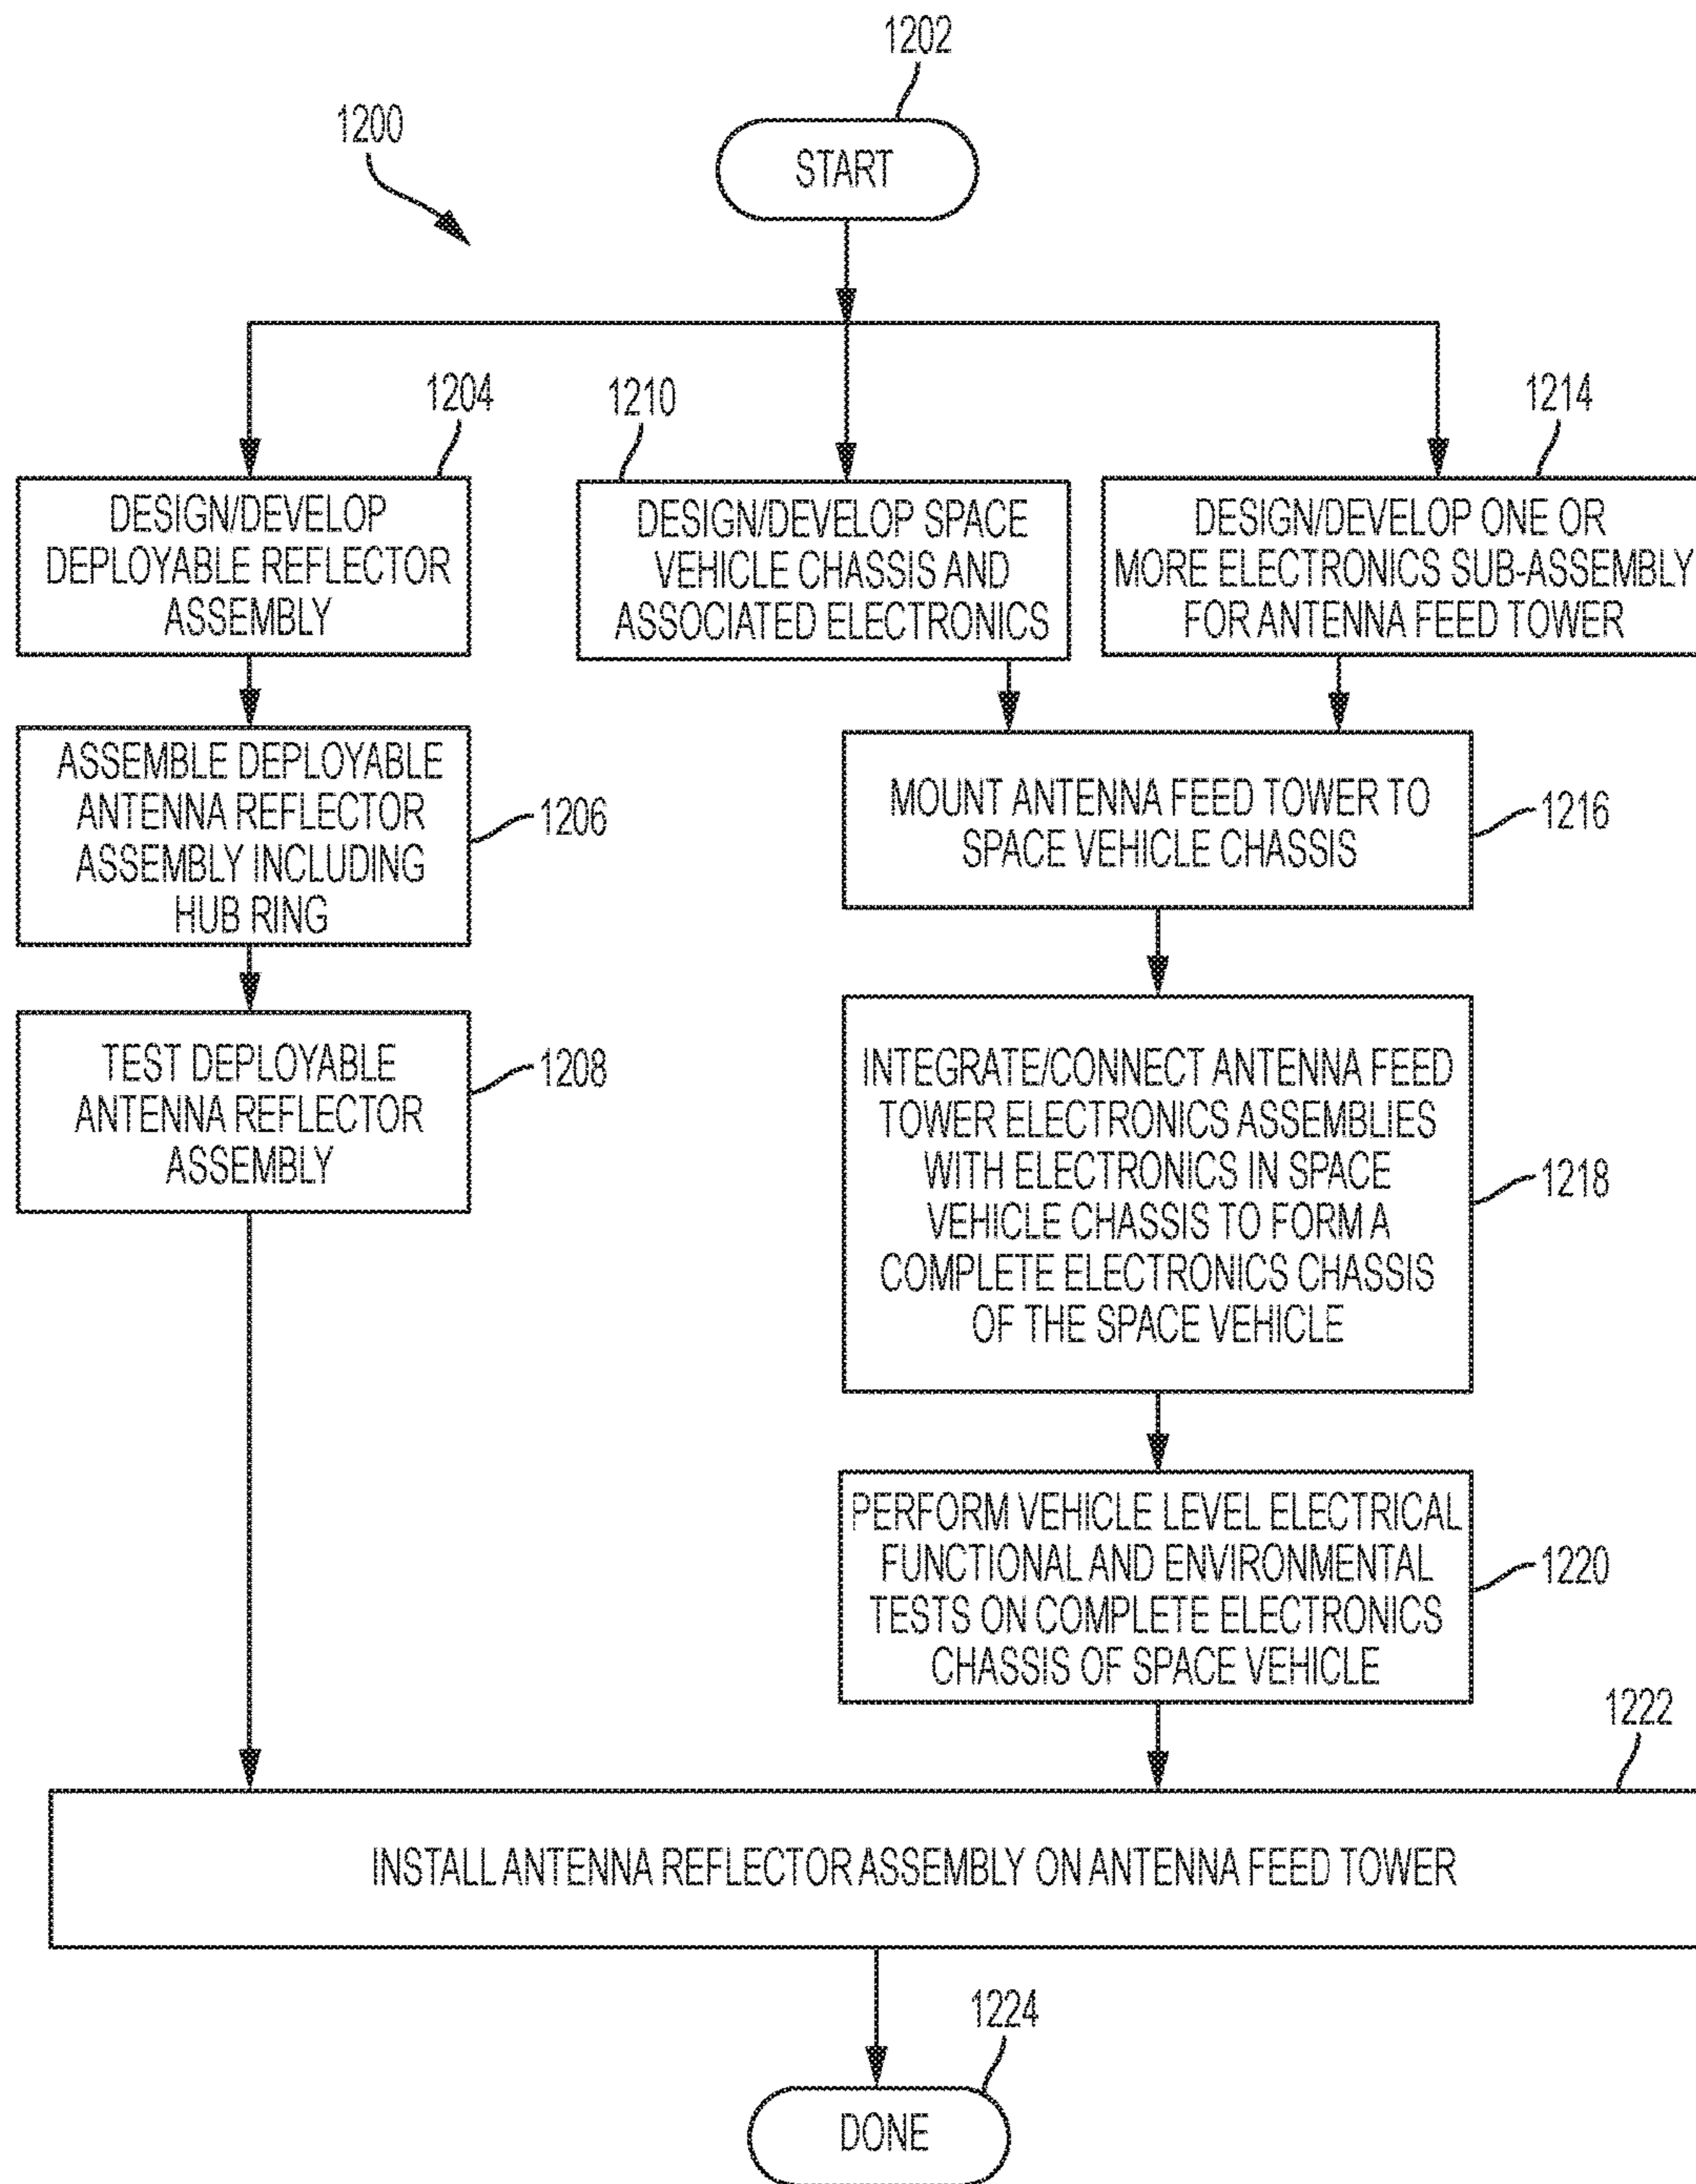 1202
1200
START
1204
1210
1214
DESIGN/DEVELOP
DEPLOYABLE REFLECTOR
ASSEMBLY
DESIGN/DEVELOP SPACE
VEHICLE CHASSIS AND
ASSOCIATED ELECTRONICS
DESIGN/DEVELOP ONE OR
MORE ELECTRONICS SUB-ASSEMBLY
FOR ANTENNA FEED TOWER
ASSEMBLE DEPLOYABLE
ANTENNA REFLECTOR
ASSEMBLY INCLUDING
HUB RING
1206
MOUNT ANTENNA FEED TOWER TO
SPACE VEHICLE CHASSIS
1216
TEST DEPLOYABLE
ANTENNA REFLECTOR
ASSEMBLY
1208
INTEGRATE/CONNECT ANTENNA FEED
TOWER ELECTRONICS ASSEMBLIES
WITH ELECTRONICS IN SPACE
VEHICLE CHASSIS TO FORM A
COMPLETE ELECTRONICS CHASSIS
OF THE SPACE VEHICLE
1218
PERFORM VEHICLE LEVEL ELECTRICAL
FUNCTIONAL AND ENVIRONMENTAL
TESTS ON COMPLETE ELECTRONICS
CHASSIS OF SPACE VEHICLE
1220
1222
INSTALL ANTENNA REFLECTOR ASSEMBLY ON ANTENNA FEED TOWER
1224
DONE